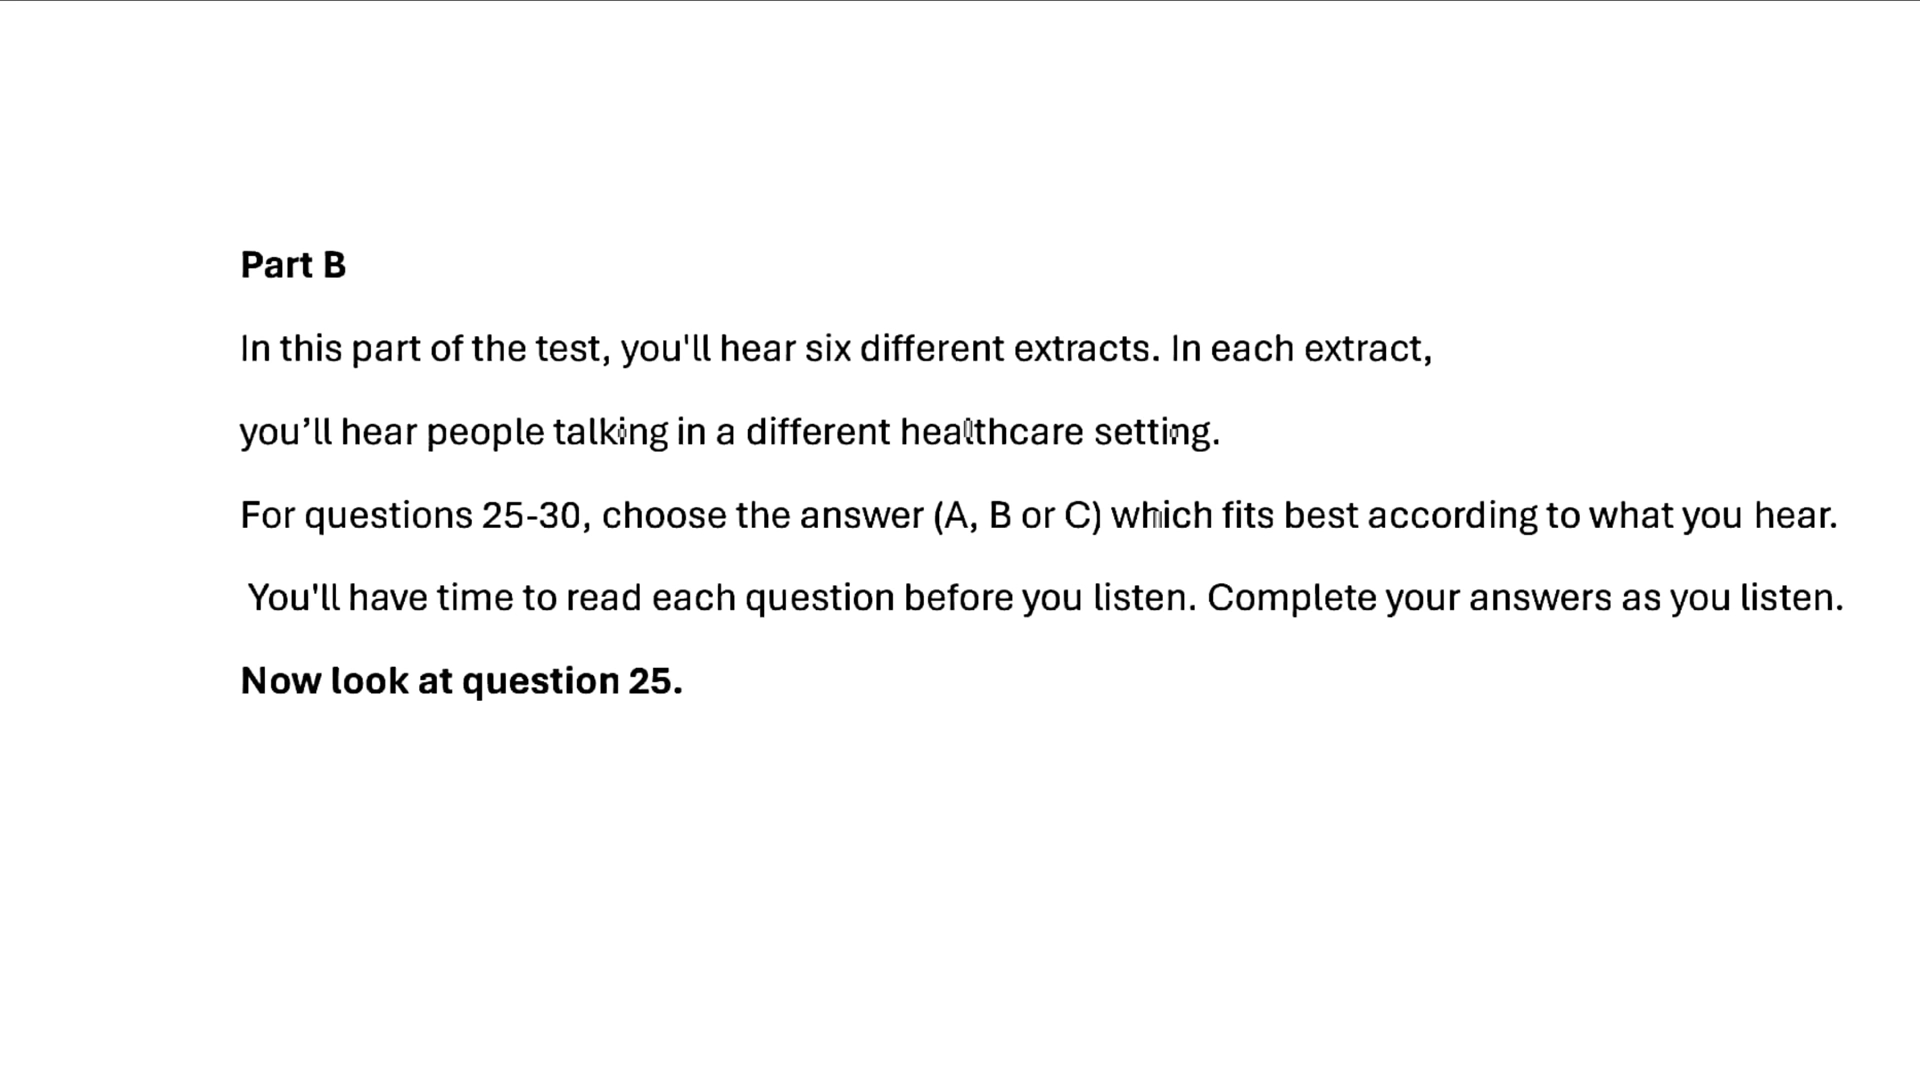 Part B
In this part of the test, you'll hear six different extracts. In each extract,
you’ll hear people talking in a different healthcare setting.
For questions 25-30, choose the answer (A, B or C) which fits best according to what you hear.
You'll have time to read each question before you listen. Complete your answers as you listen.
Now look at question 25.